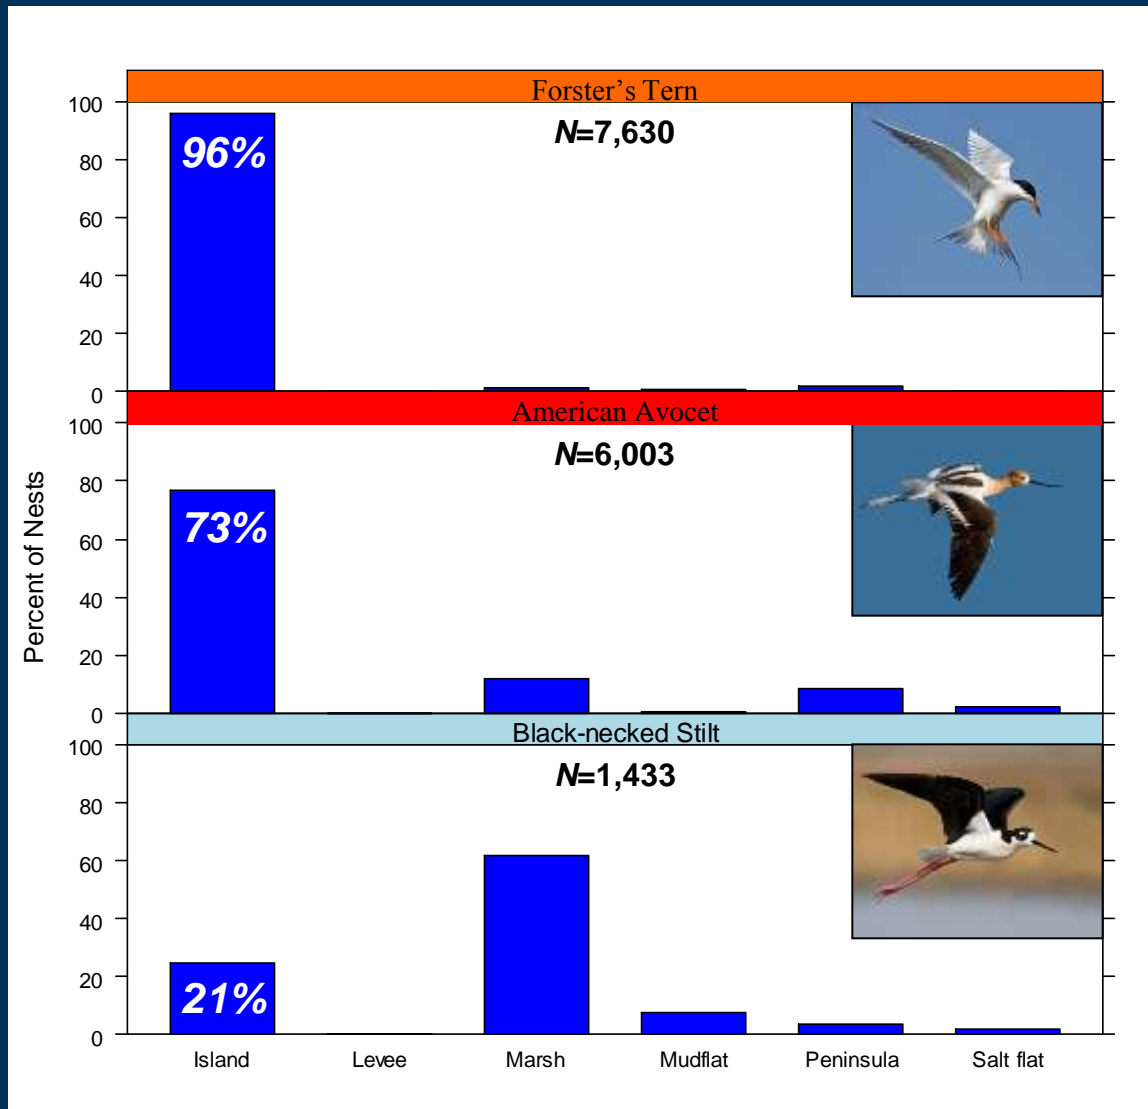 Forster's Tern
N=7,630
96%
100
80
60
40
20
0
American Avocet
N=6,003
73%
100
80
60
40
20
0
Black-necked Stilt
N=1,433
21%
100
80
60
40
20
0
Percent of Nests
Island Levee Marsh Mudflat Peninsula Salt flat